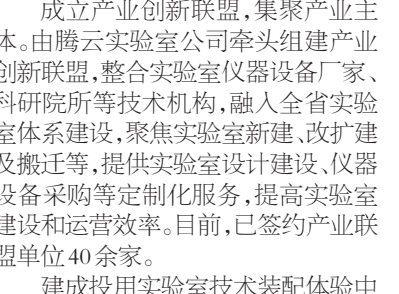 成立产业创新联盟,集聚产业主
体。由腾云实验室公司牵头组建产业
创新联盟,整合实验室仪器设备厂家、
科研院所等技术机构,融入全省实验
室体系建设,聚焦实验室新建、改扩建
及搬迁等,提供实验室设计建设、仪器
设备采购等定制化服务,提高实验室
建设和运营效率。目前,已签约产业联
盟单位40余家。
建成投用实验室技术装配体验中